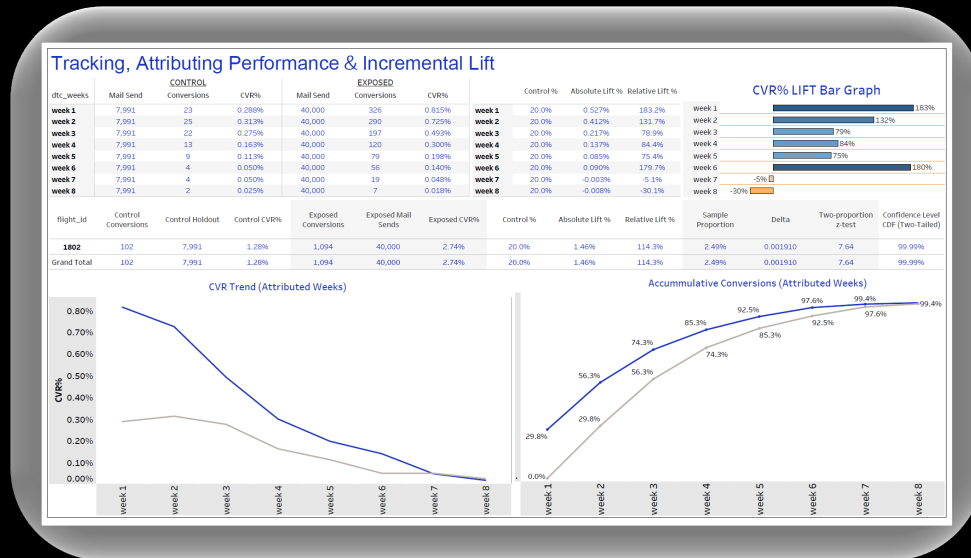 Tracking, Attributing Performance & Incremental Lift
CONTROL EXPOSED
dtc_weeks Mail Send Conversions CVR% Mail Send Conversions CVR% Control % Absolute Lift % Relative Lift %
week 1 7,991 23 0.288% 40,000 326 0.815% week 1 20.0% 0.527% 183.2%
week 2 7,991 25 0.313% 40,000 290 0.725% week 2 20.0% 0.412% 131.7%
week 3 7,991 22 0.275% 40,000 197 0.493% week 3 20.0% 0.217% 78.9%
week 4 7,991 13 0.163% 40,000 120 0.300% week 4 20.0% 0.137% 84.4%
week 5 7,991 9 0.113% 40,000 79 0.198% week 5 20.0% 0.085% 75.4%
week 6 7,991 4 0.050% 40,000 56 0.140% week 6 20.0% 0.090% 179.7%
week 7 7,991 4 0.050% 40,000 19 0.048% week 7 20.0% -0.003% -5.1%
week 8 7,991 2 0.025% 40,000 7 0.018% week 8 20.0% -0.008% -30.1%
CVR% LIFT Bar Graph
week 1 183%
week 2 132%
week 3 79%
week 4 84%
week 5 75%
week 6 180%
week 7 -5%
week 8 -30%
flight_id Control Conversions Control Holdout Control CVR% Exposed Conversions Exposed Mail Sends Exposed CVR% Control % Absolute Lift % Relative Lift % Sample Proportion Delta Two-proportion z-test Confidence Level CDF (Two-Tailed)
1802 102 7,991 1.28% 1,094 40,000 2.74% 20.0% 1.46% 114.3% 2.49% 0.001910 7.64 99.99%
Grand Total 102 7,991 1.28% 1,094 40,000 2.74% 20.0% 1.46% 114.3% 2.49% 0.001910 7.64 99.99%
CVR Trend (Attributed Weeks)
CVR%
0.80%
0.70%
0.60%
0.50%
0.40%
0.30%
0.20%
0.10%
0.00%
week 1 week 2 week 3 week 4 week 5 week 6 week 7 week 8
Accummulative Conversions (Attributed Weeks)
29.8% 56.3% 74.3% 85.3% 92.5% 97.6% 99.4%
0.0% 29.8% 56.3% 74.3% 85.3% 92.5% 97.6% 99.4%
week 1 week 2 week 3 week 4 week 5 week 6 week 7 week 8